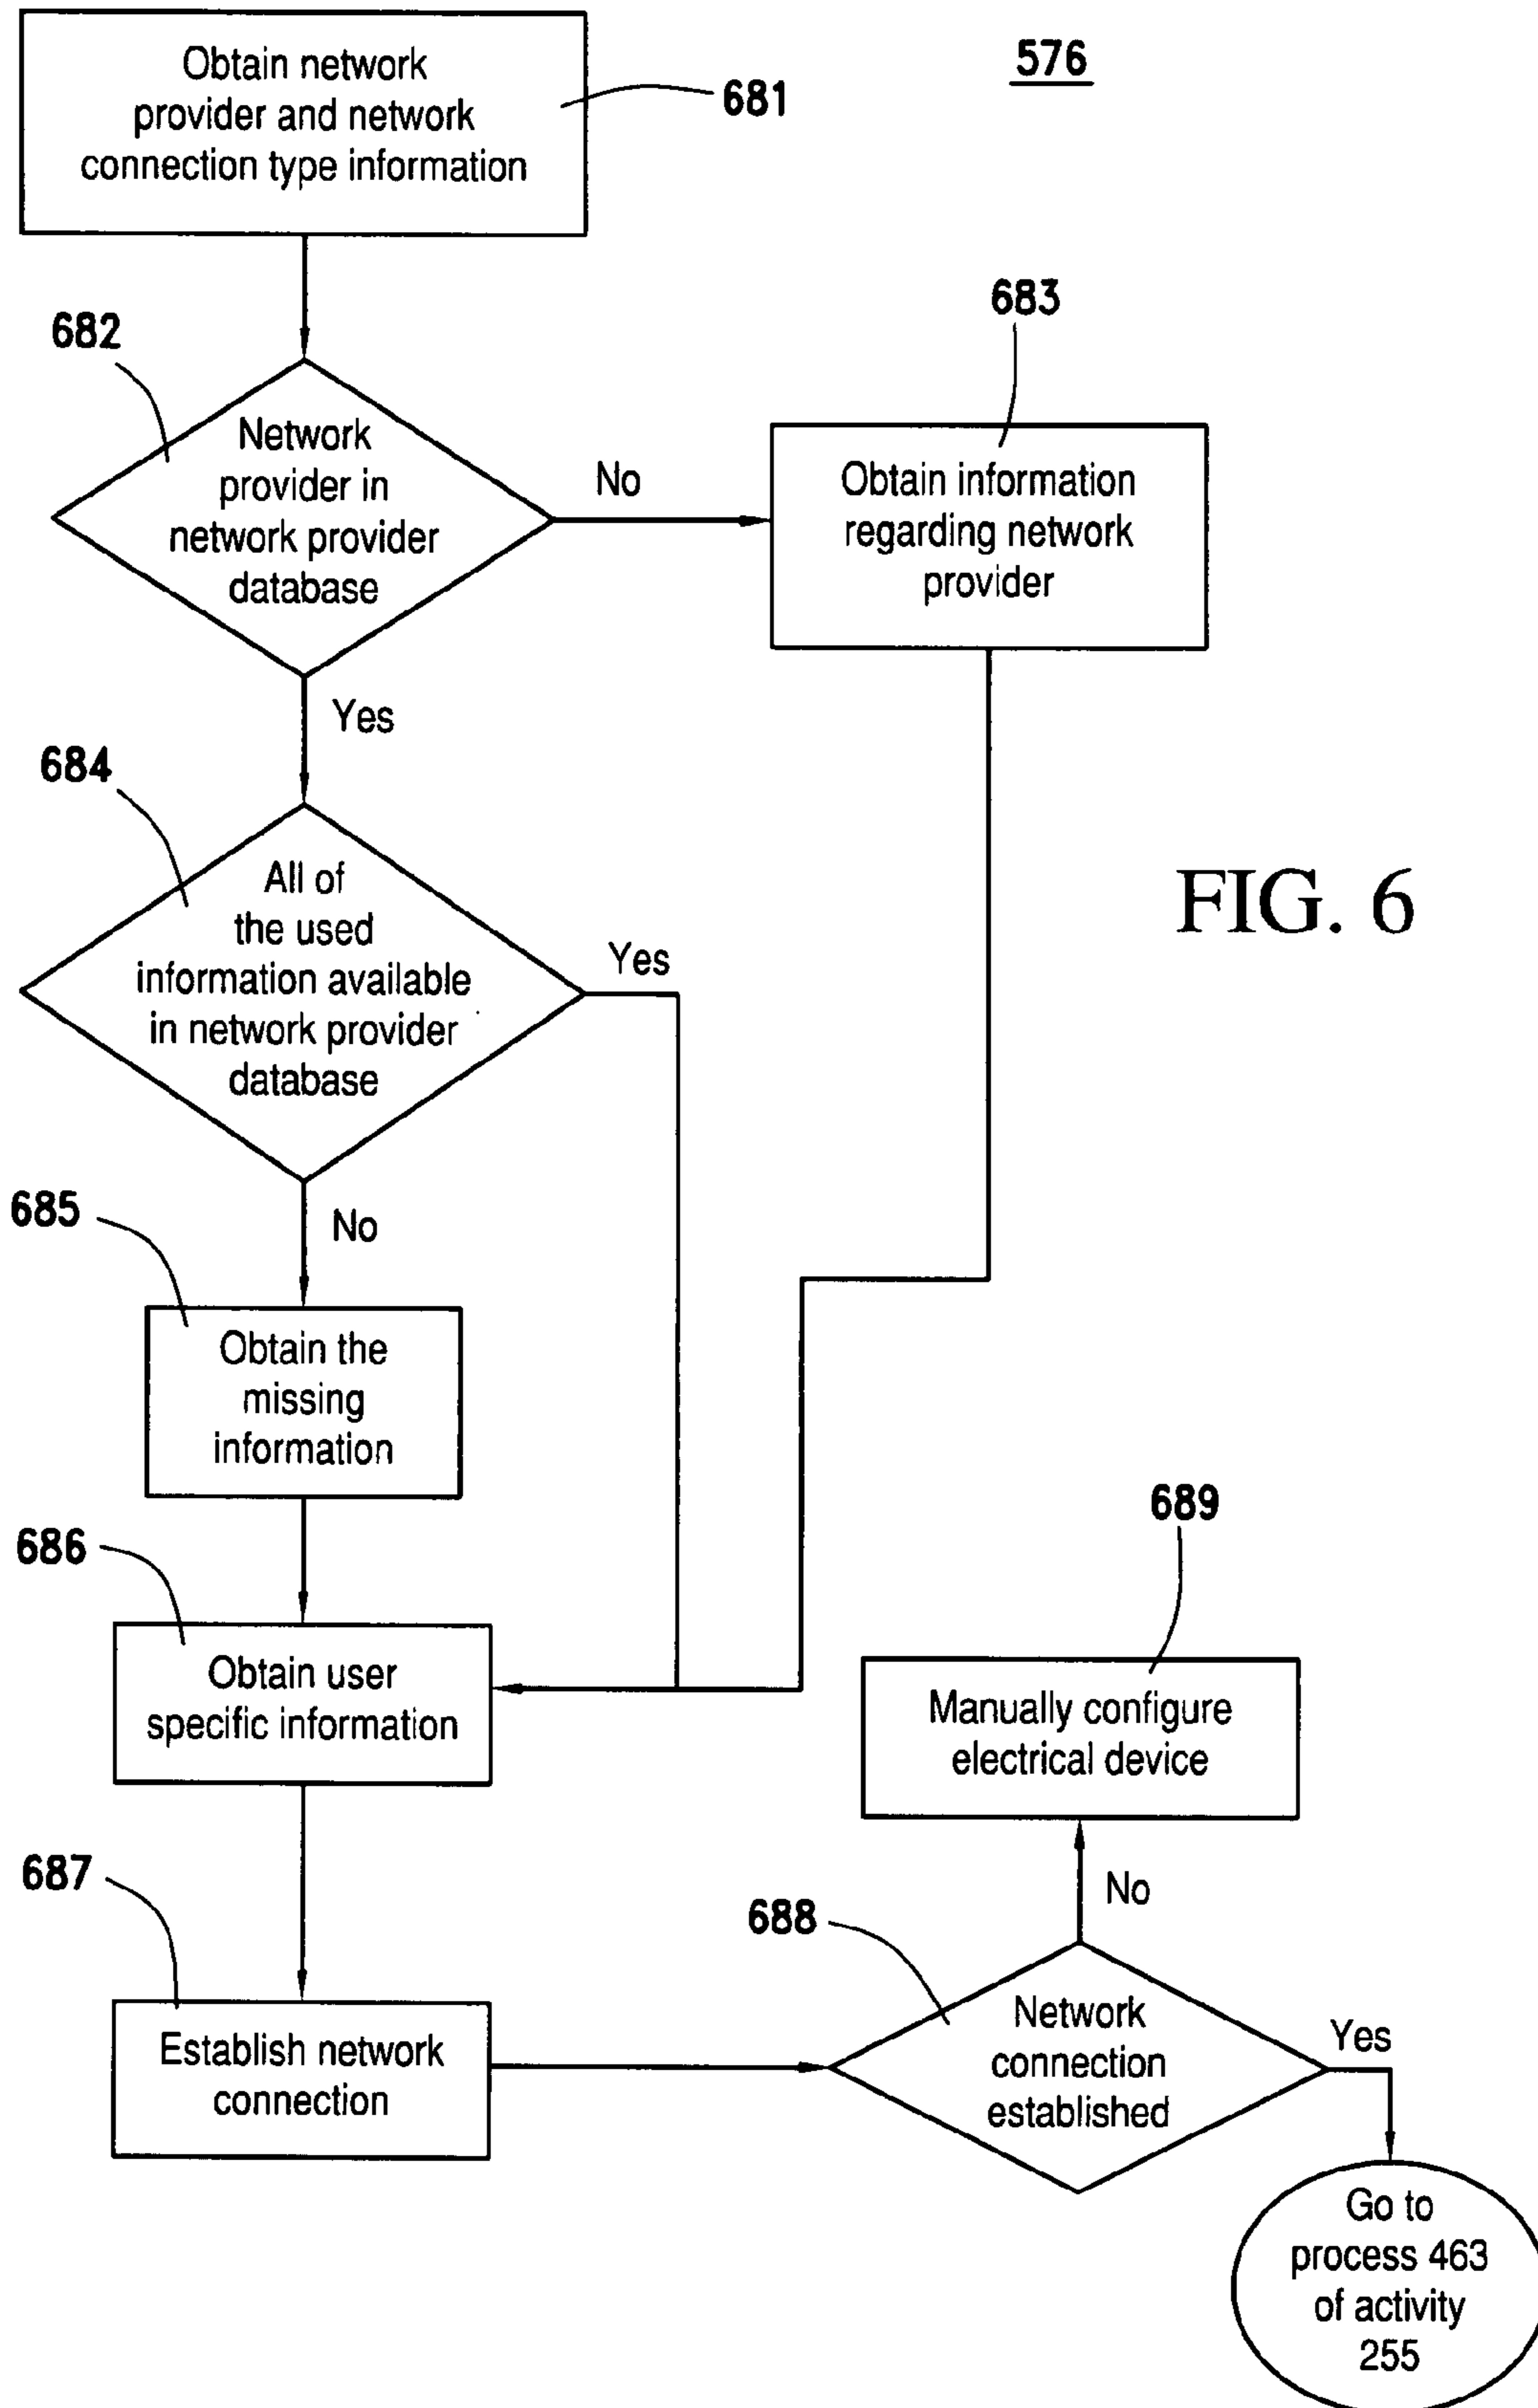 Obtain network
provider and network
connection type information
681
576
682
Network
provider in
network provider
database
No
683
Obtain information
regarding network
provider
Yes
684
All of
the used
information available
in network provider
database
Yes
FIG. 6
685
No
Obtain the
missing
information
686
Obtain user
specific information
689
Manually configure
electrical device
687
Establish network
connection
688
No
Network
connection
established
Yes
Go to
process 463
of activity
255